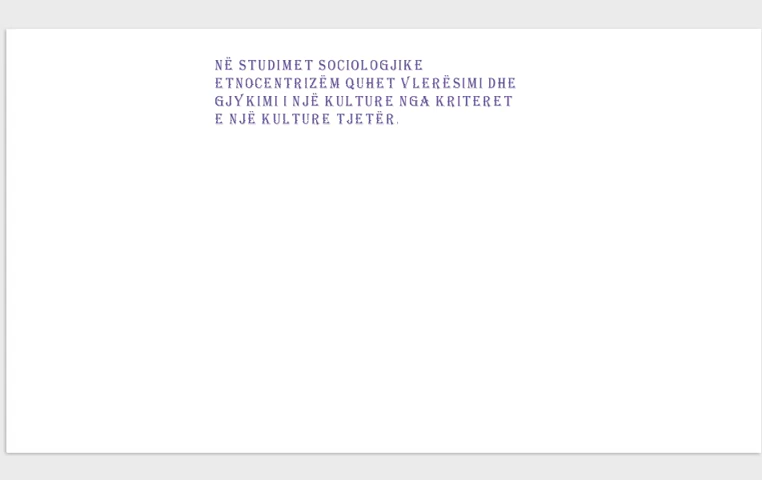 NË STUDIMET SOCIOLOGJIKE
ETNOCENTRIZËM QUHET VLERËSIMI DHE
GJYKIMI I NJË KULTURE NGA KRITERET
E NJË KULTURE TJETËR.